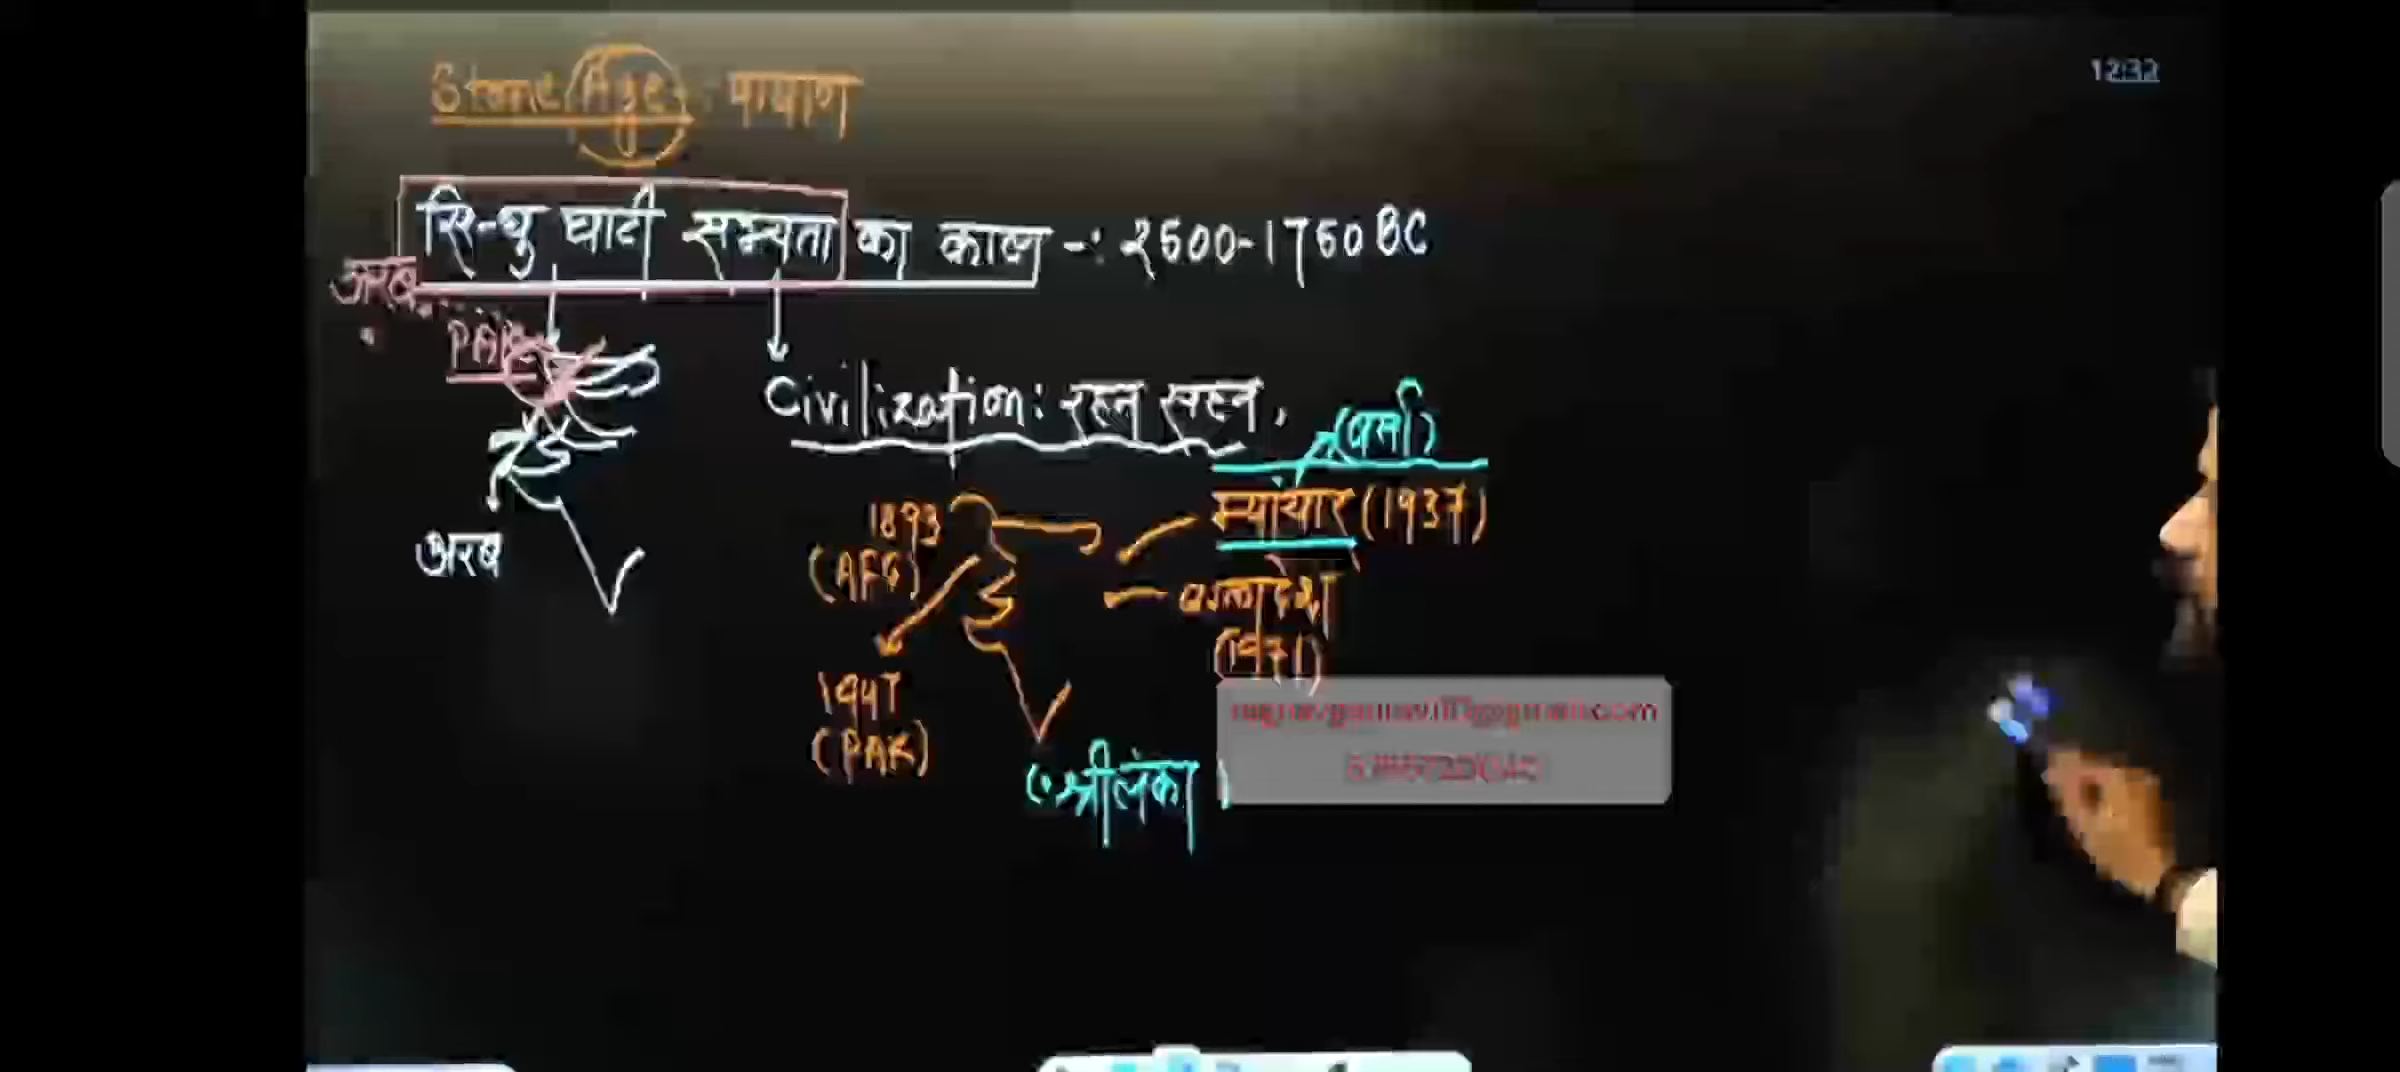 12:32
Stone Age : पाषाण
सिन्धु घाटी सभ्यता का काल -: 2500-1750 BC
अरब
PAK
Civilization: रहन सहन,
(बर्मा)
1893
(AFG)
म्यांमार (1937)
अरब
बांग्लादेश
(1971)
1947
(PAK)
(श्रीलंका)